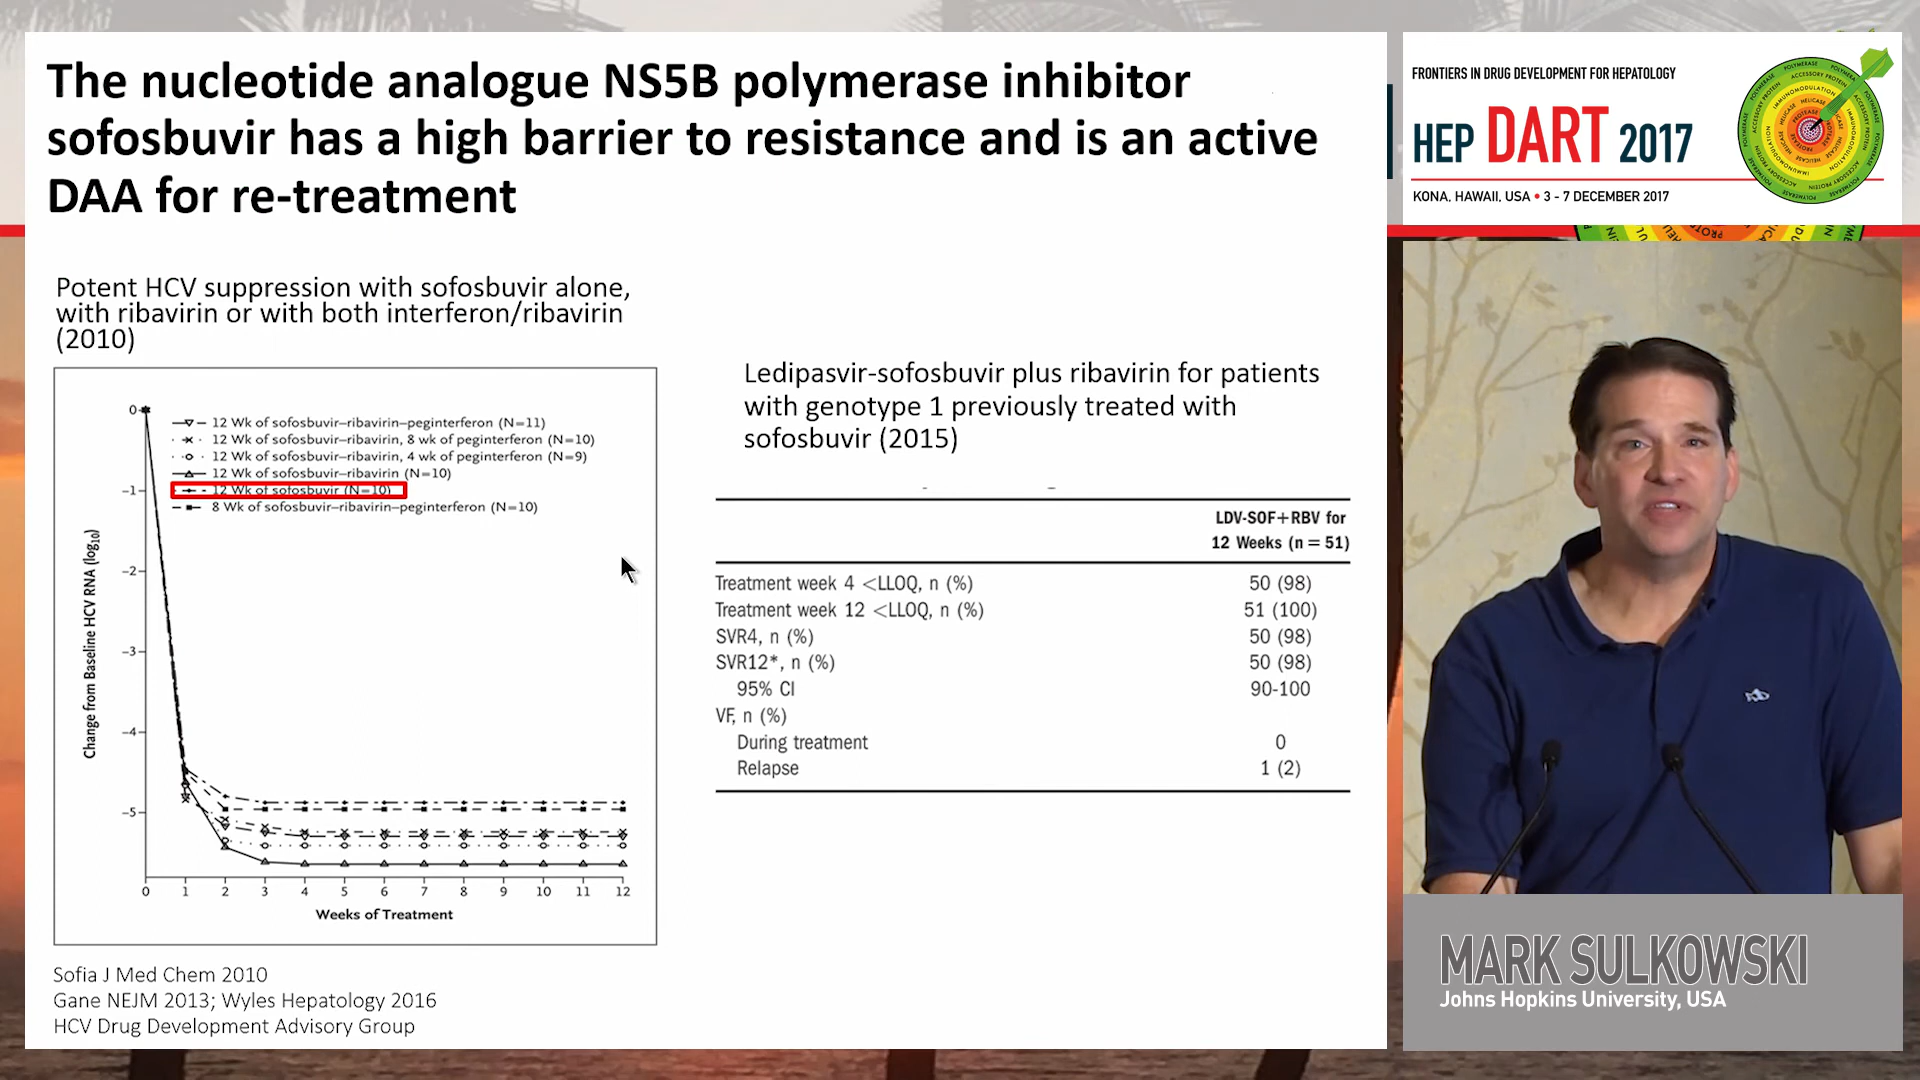 The nucleotide analogue NS5B polymerase inhibitor
sofosbuvir has a high barrier to resistance and is an active
DAA for re-treatment
Potent HCV suppression with sofosbuvir alone,
with ribavirin or with both interferon/ribavirin
(2010)
12 Wk of sofosbuvir–ribavirin–peginterferon (N=11)
12 Wk of sofosbuvir–ribavirin, 8 wk of peginterferon (N=10)
12 Wk of sofosbuvir–ribavirin, 4 wk of peginterferon (N=9)
12 Wk of sofosbuvir–ribavirin (N=10)
12 Wk of sofosbuvir (N=10)
8 Wk of sofosbuvir–ribavirin–peginterferon (N=10)
0
–1
–2
–3
–4
–5
Change from Baseline HCV RNA (log10)
0 1 2 3 4 5 6 7 8 9 10 11 12
Weeks of Treatment
Sofia J Med Chem 2010
Gane NEJM 2013; Wyles Hepatology 2016
HCV Drug Development Advisory Group
Ledipasvir-sofosbuvir plus ribavirin for patients
with genotype 1 previously treated with
sofosbuvir (2015)
LDV-SOF+RBV for
12 Weeks (n = 51)
Treatment week 4 <LLOQ, n (%) 50 (98)
Treatment week 12 <LLOQ, n (%) 51 (100)
SVR4, n (%) 50 (98)
SVR12*, n (%) 50 (98)
95% CI 90-100
VF, n (%)
During treatment 0
Relapse 1 (2)
FRONTIERS IN DRUG DEVELOPMENT FOR HEPATOLOGY
HEP DART 2017
KONA, HAWAII, USA • 3 - 7 DECEMBER 2017
MARK SULKOWSKI
Johns Hopkins University, USA